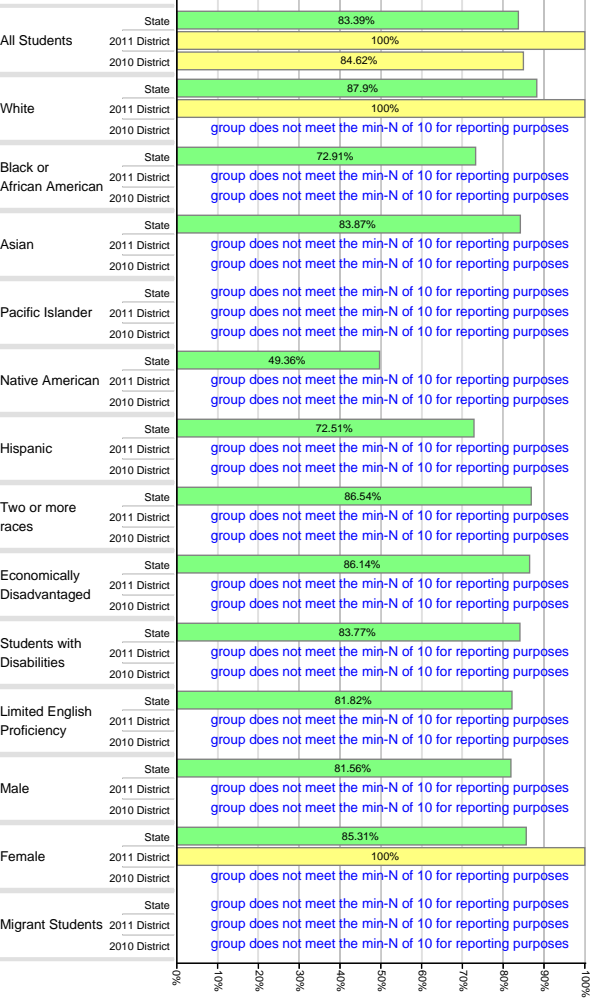 State 83.39%
All Students 2011 District 100%
2010 District 84.62%
State 87.9%
White 2011 District 100%
2010 District group does not meet the min-N of 10 for reporting purposes
State 72.91%
Black or
African American
2011 District group does not meet the min-N of 10 for reporting purposes
2010 District group does not meet the min-N of 10 for reporting purposes
State 83.87%
Asian 2011 District group does not meet the min-N of 10 for reporting purposes
2010 District group does not meet the min-N of 10 for reporting purposes
State group does not meet the min-N of 10 for reporting purposes
Pacific Islander 2011 District group does not meet the min-N of 10 for reporting purposes
2010 District group does not meet the min-N of 10 for reporting purposes
State 49.36%
Native American 2011 District group does not meet the min-N of 10 for reporting purposes
2010 District group does not meet the min-N of 10 for reporting purposes
State 72.51%
Hispanic 2011 District group does not meet the min-N of 10 for reporting purposes
2010 District group does not meet the min-N of 10 for reporting purposes
State 86.54%
Two or more
races
2011 District group does not meet the min-N of 10 for reporting purposes
2010 District group does not meet the min-N of 10 for reporting purposes
State 86.14%
Economically
Disadvantaged
2011 District group does not meet the min-N of 10 for reporting purposes
2010 District group does not meet the min-N of 10 for reporting purposes
State 83.77%
Students with
Disabilities
2011 District group does not meet the min-N of 10 for reporting purposes
2010 District group does not meet the min-N of 10 for reporting purposes
State 81.82%
Limited English
Proficiency
2011 District group does not meet the min-N of 10 for reporting purposes
2010 District group does not meet the min-N of 10 for reporting purposes
State 81.56%
Male 2011 District group does not meet the min-N of 10 for reporting purposes
2010 District group does not meet the min-N of 10 for reporting purposes
State 85.31%
Female 2011 District 100%
2010 District group does not meet the min-N of 10 for reporting purposes
State group does not meet the min-N of 10 for reporting purposes
Migrant Students 2011 District group does not meet the min-N of 10 for reporting purposes
2010 District group does not meet the min-N of 10 for reporting purposes
0% 10% 20% 30% 40% 50% 60% 70% 80% 90% 100%